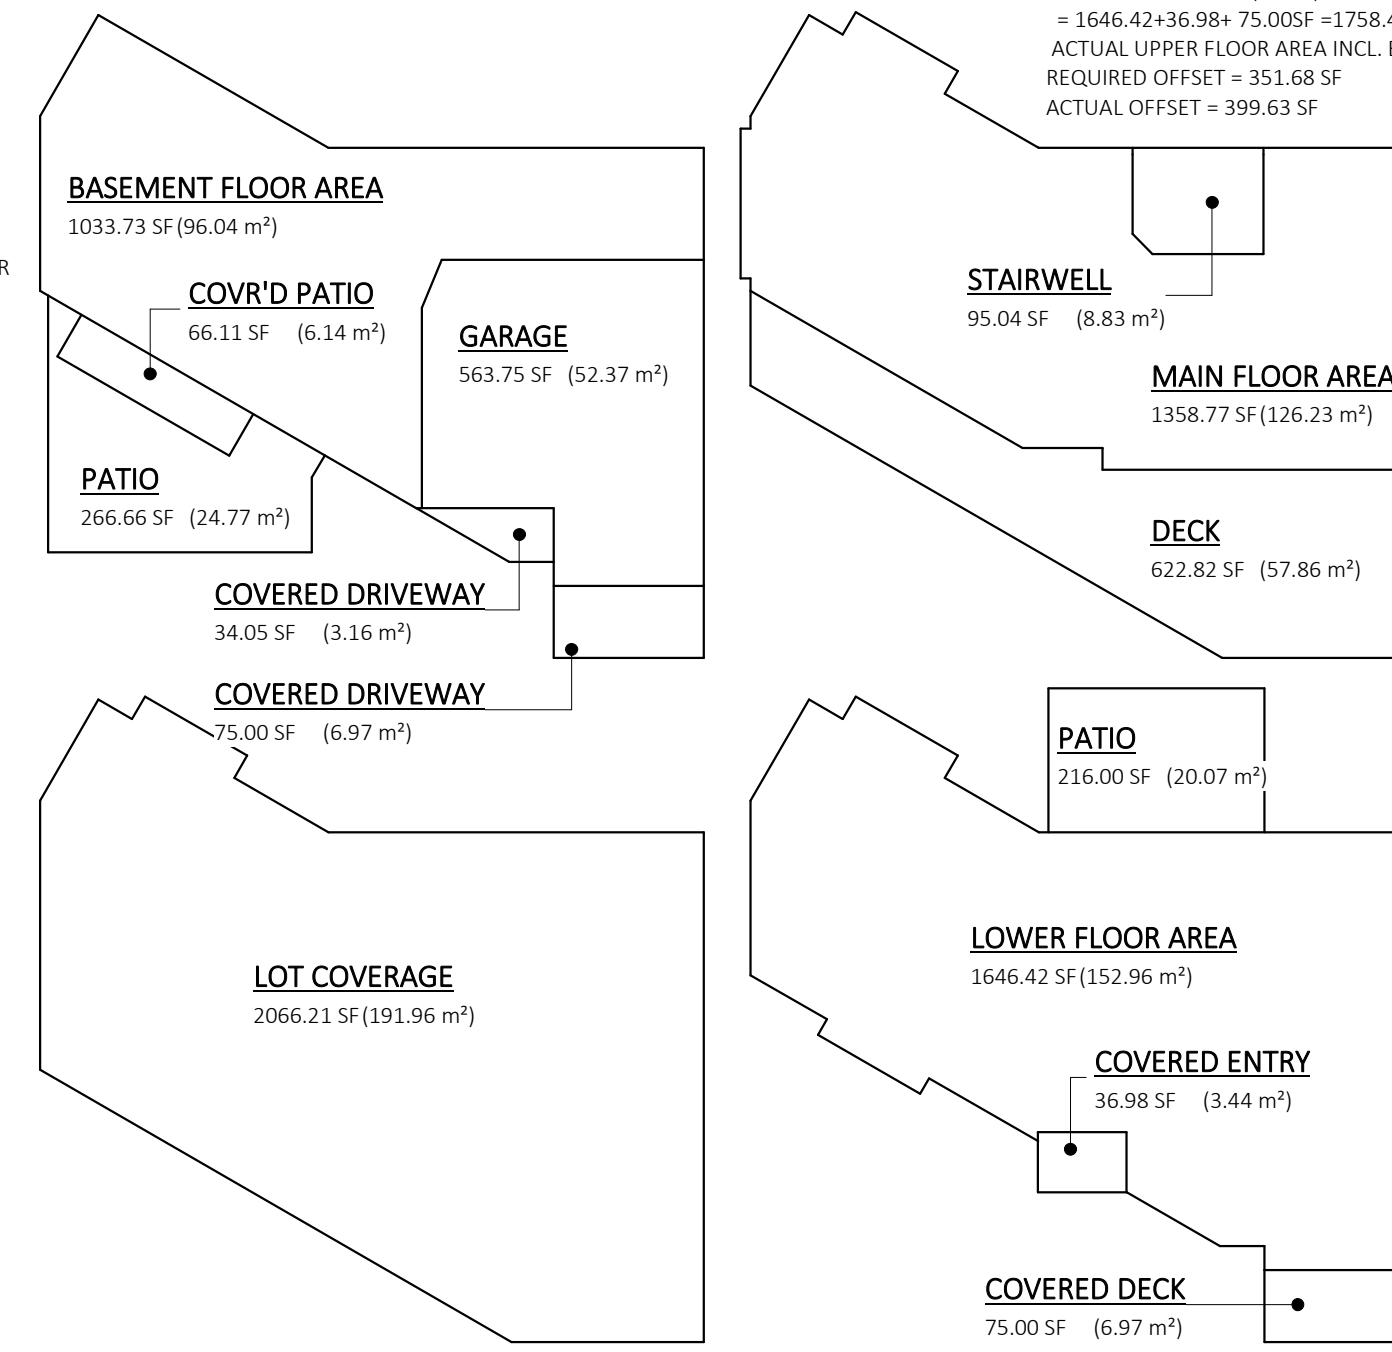 = 1646.42+36.98+ 75.00SF =1758.4
ACTUAL UPPER FLOOR AREA INCL.
REQUIRED OFFSET = 351.68 SF
ACTUAL OFFSET = 399.63 SF
BASEMENT FLOOR AREA
1033.73 SF (96.04 m²)
R
COVR'D PATIO
66.11 SF (6.14 m²)
GARAGE
563.75 SF (52.37 m²)
PATIO
266.66 SF (24.77 m²)
COVERED DRIVEWAY
34.05 SF (3.16 m²)
COVERED DRIVEWAY
75.00 SF (6.97 m²)
STAIRWELL
95.04 SF (8.83 m²)
MAIN FLOOR AREA
1358.77 SF (126.23 m²)
DECK
622.82 SF (57.86 m²)
LOT COVERAGE
2066.21 SF (191.96 m²)
PATIO
216.00 SF (20.07 m²)
LOWER FLOOR AREA
1646.42 SF (152.96 m²)
COVERED ENTRY
36.98 SF (3.44 m²)
COVERED DECK
75.00 SF (6.97 m²)